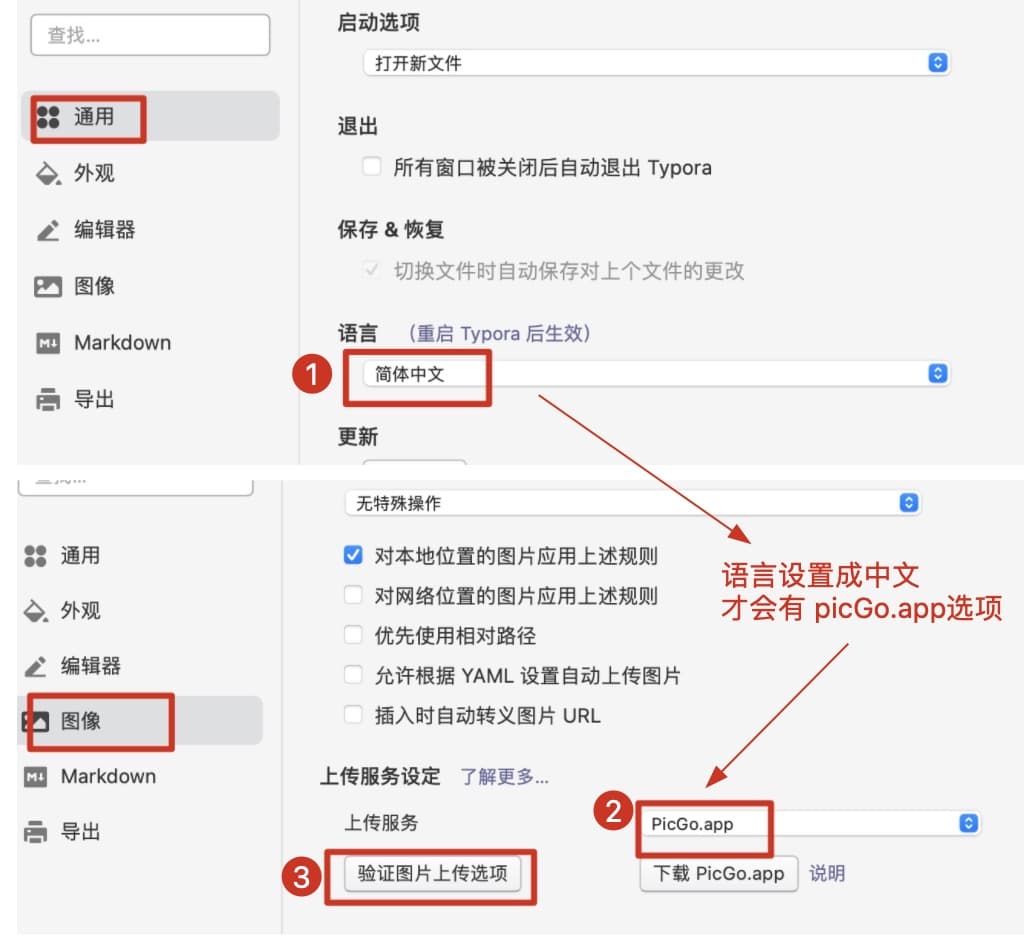 查找...
启动选项
打开新文件
通用
退出
所有窗口被关闭后自动退出 Typora
外观
编辑器
保存 & 恢复
切换文件时自动保存对上个文件的更改
图像
语言 (重启 Typora 后生效)
Markdown
1 简体中文
导出
更新
查找...
无特殊操作
通用
对本地位置的图片应用上述规则
对网络位置的图片应用上述规则
语言设置成中文
才会有 picGo.app选项
外观
优先使用相对路径
编辑器
允许根据 YAML 设置自动上传图片
图像
插入时自动转义图片 URL
Markdown
上传服务设定 了解更多...
导出
上传服务
2 PicGo.app
3 验证图片上传选项
下载 PicGo.app 说明